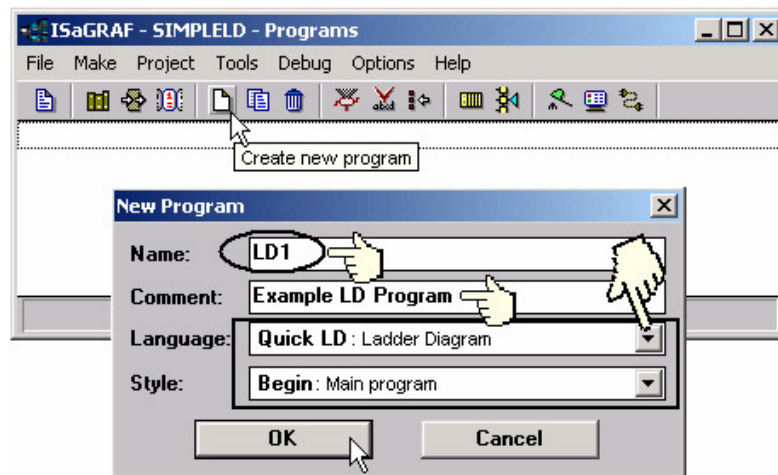 ISaGRAF - SIMPLELD - Programs
File Make Project Tools Debug Options Help
Create new program
New Program
Name: LD1
Comment: Example LD Program
Language: Quick LD : Ladder Diagram
Style: Begin : Main program
OK Cancel